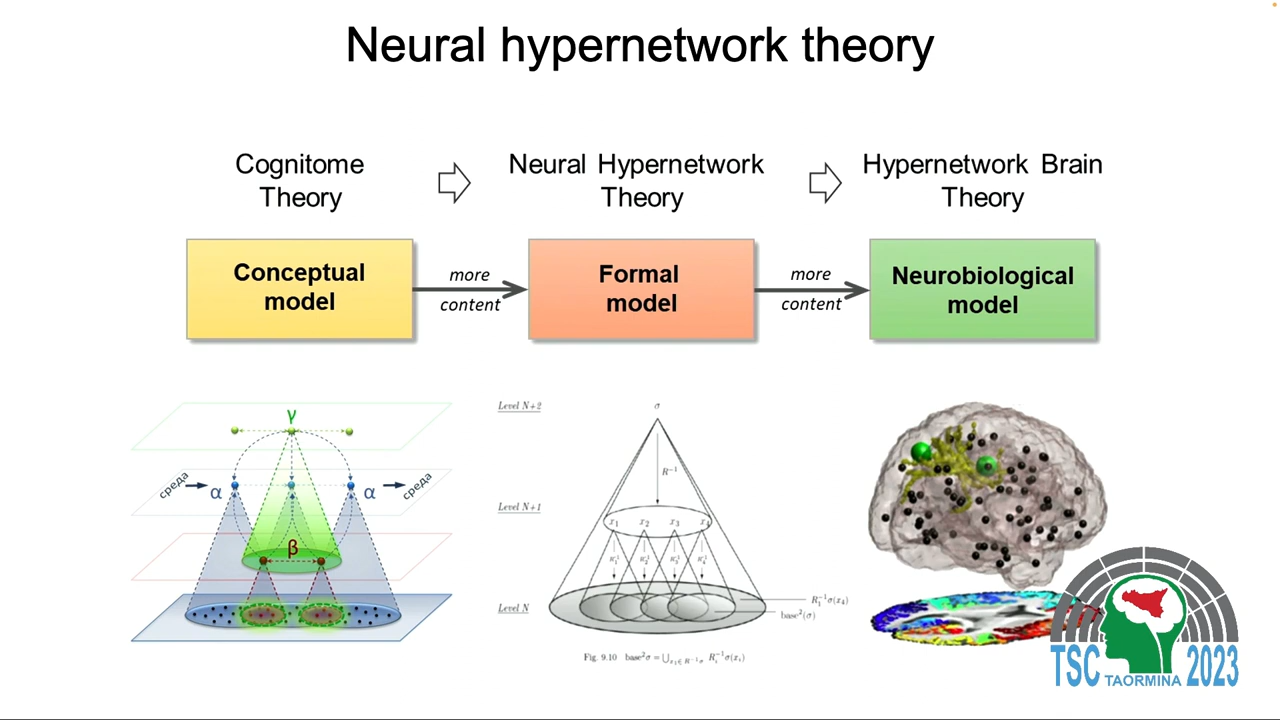 Neural hypernetwork theory
Cognitome
Theory
Neural Hypernetwork
Theory
Hypernetwork Brain
Theory
Conceptual
model
more
content
Formal
model
more
content
Neurobiological
model
γ
среда
α
α
среда
β
Level N+2
σ
R⁻¹
Level N+1
x₁ x₂ x₃ x₄
Level N
R₁⁻¹σ(x₄)
base²(σ)
Fig. 9.10
TSC TAORMINA 2023